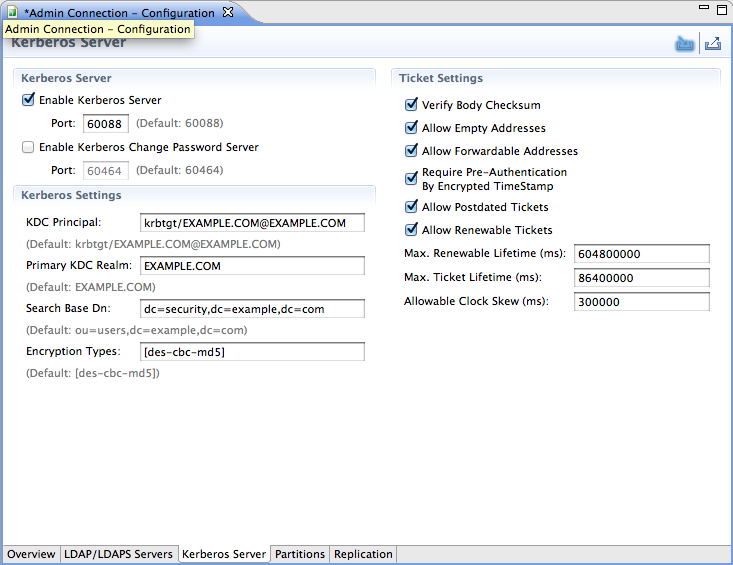 *Admin Connection – Configuration
Admin Connection – Configuration
Kerberos Server
Kerberos Server
Enable Kerberos Server
Port: 60088 (Default: 60088)
Enable Kerberos Change Password Server
Port: 60464 (Default: 60464)
Kerberos Settings
KDC Principal: krbtgt/EXAMPLE.COM@EXAMPLE.COM
(Default: krbtgt/EXAMPLE.COM@EXAMPLE.COM)
Primary KDC Realm: EXAMPLE.COM
(Default: EXAMPLE.COM)
Search Base Dn: dc=security,dc=example,dc=com
(Default: ou=users,dc=example,dc=com)
Encryption Types: [des-cbc-md5]
(Default: [des-cbc-md5])
Ticket Settings
Verify Body Checksum
Allow Empty Addresses
Allow Forwardable Addresses
Require Pre-Authentication
By Encrypted TimeStamp
Allow Postdated Tickets
Allow Renewable Tickets
Max. Renewable Lifetime (ms): 604800000
Max. Ticket Lifetime (ms): 86400000
Allowable Clock Skew (ms): 300000
Overview LDAP/LDAPS Servers Kerberos Server Partitions Replication